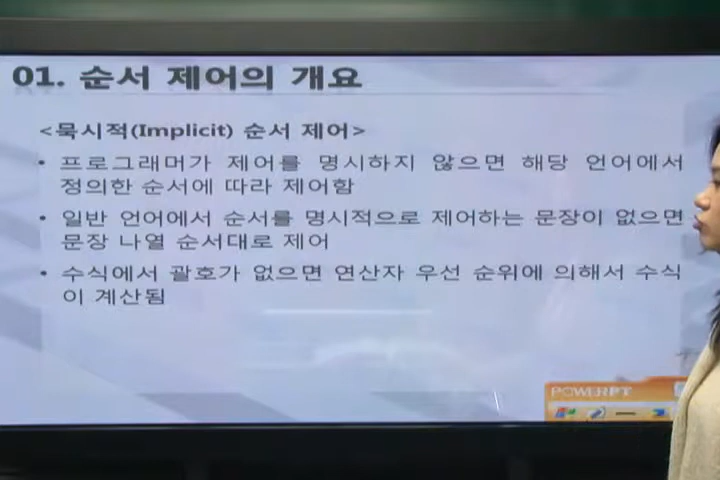 01. 순서 제어의 개요
<묵시적(Implicit) 순서 제어>
• 프로그래머가 제어를 명시하지 않으면 해당 언어에서
정의한 순서에 따라 제어함
• 일반 언어에서 순서를 명시적으로 제어하는 문장이 없으면
문장 나열 순서대로 제어
• 수식에서 괄호가 없으면 연산자 우선 순위에 의해서 수식
이 계산됨
POWERPT